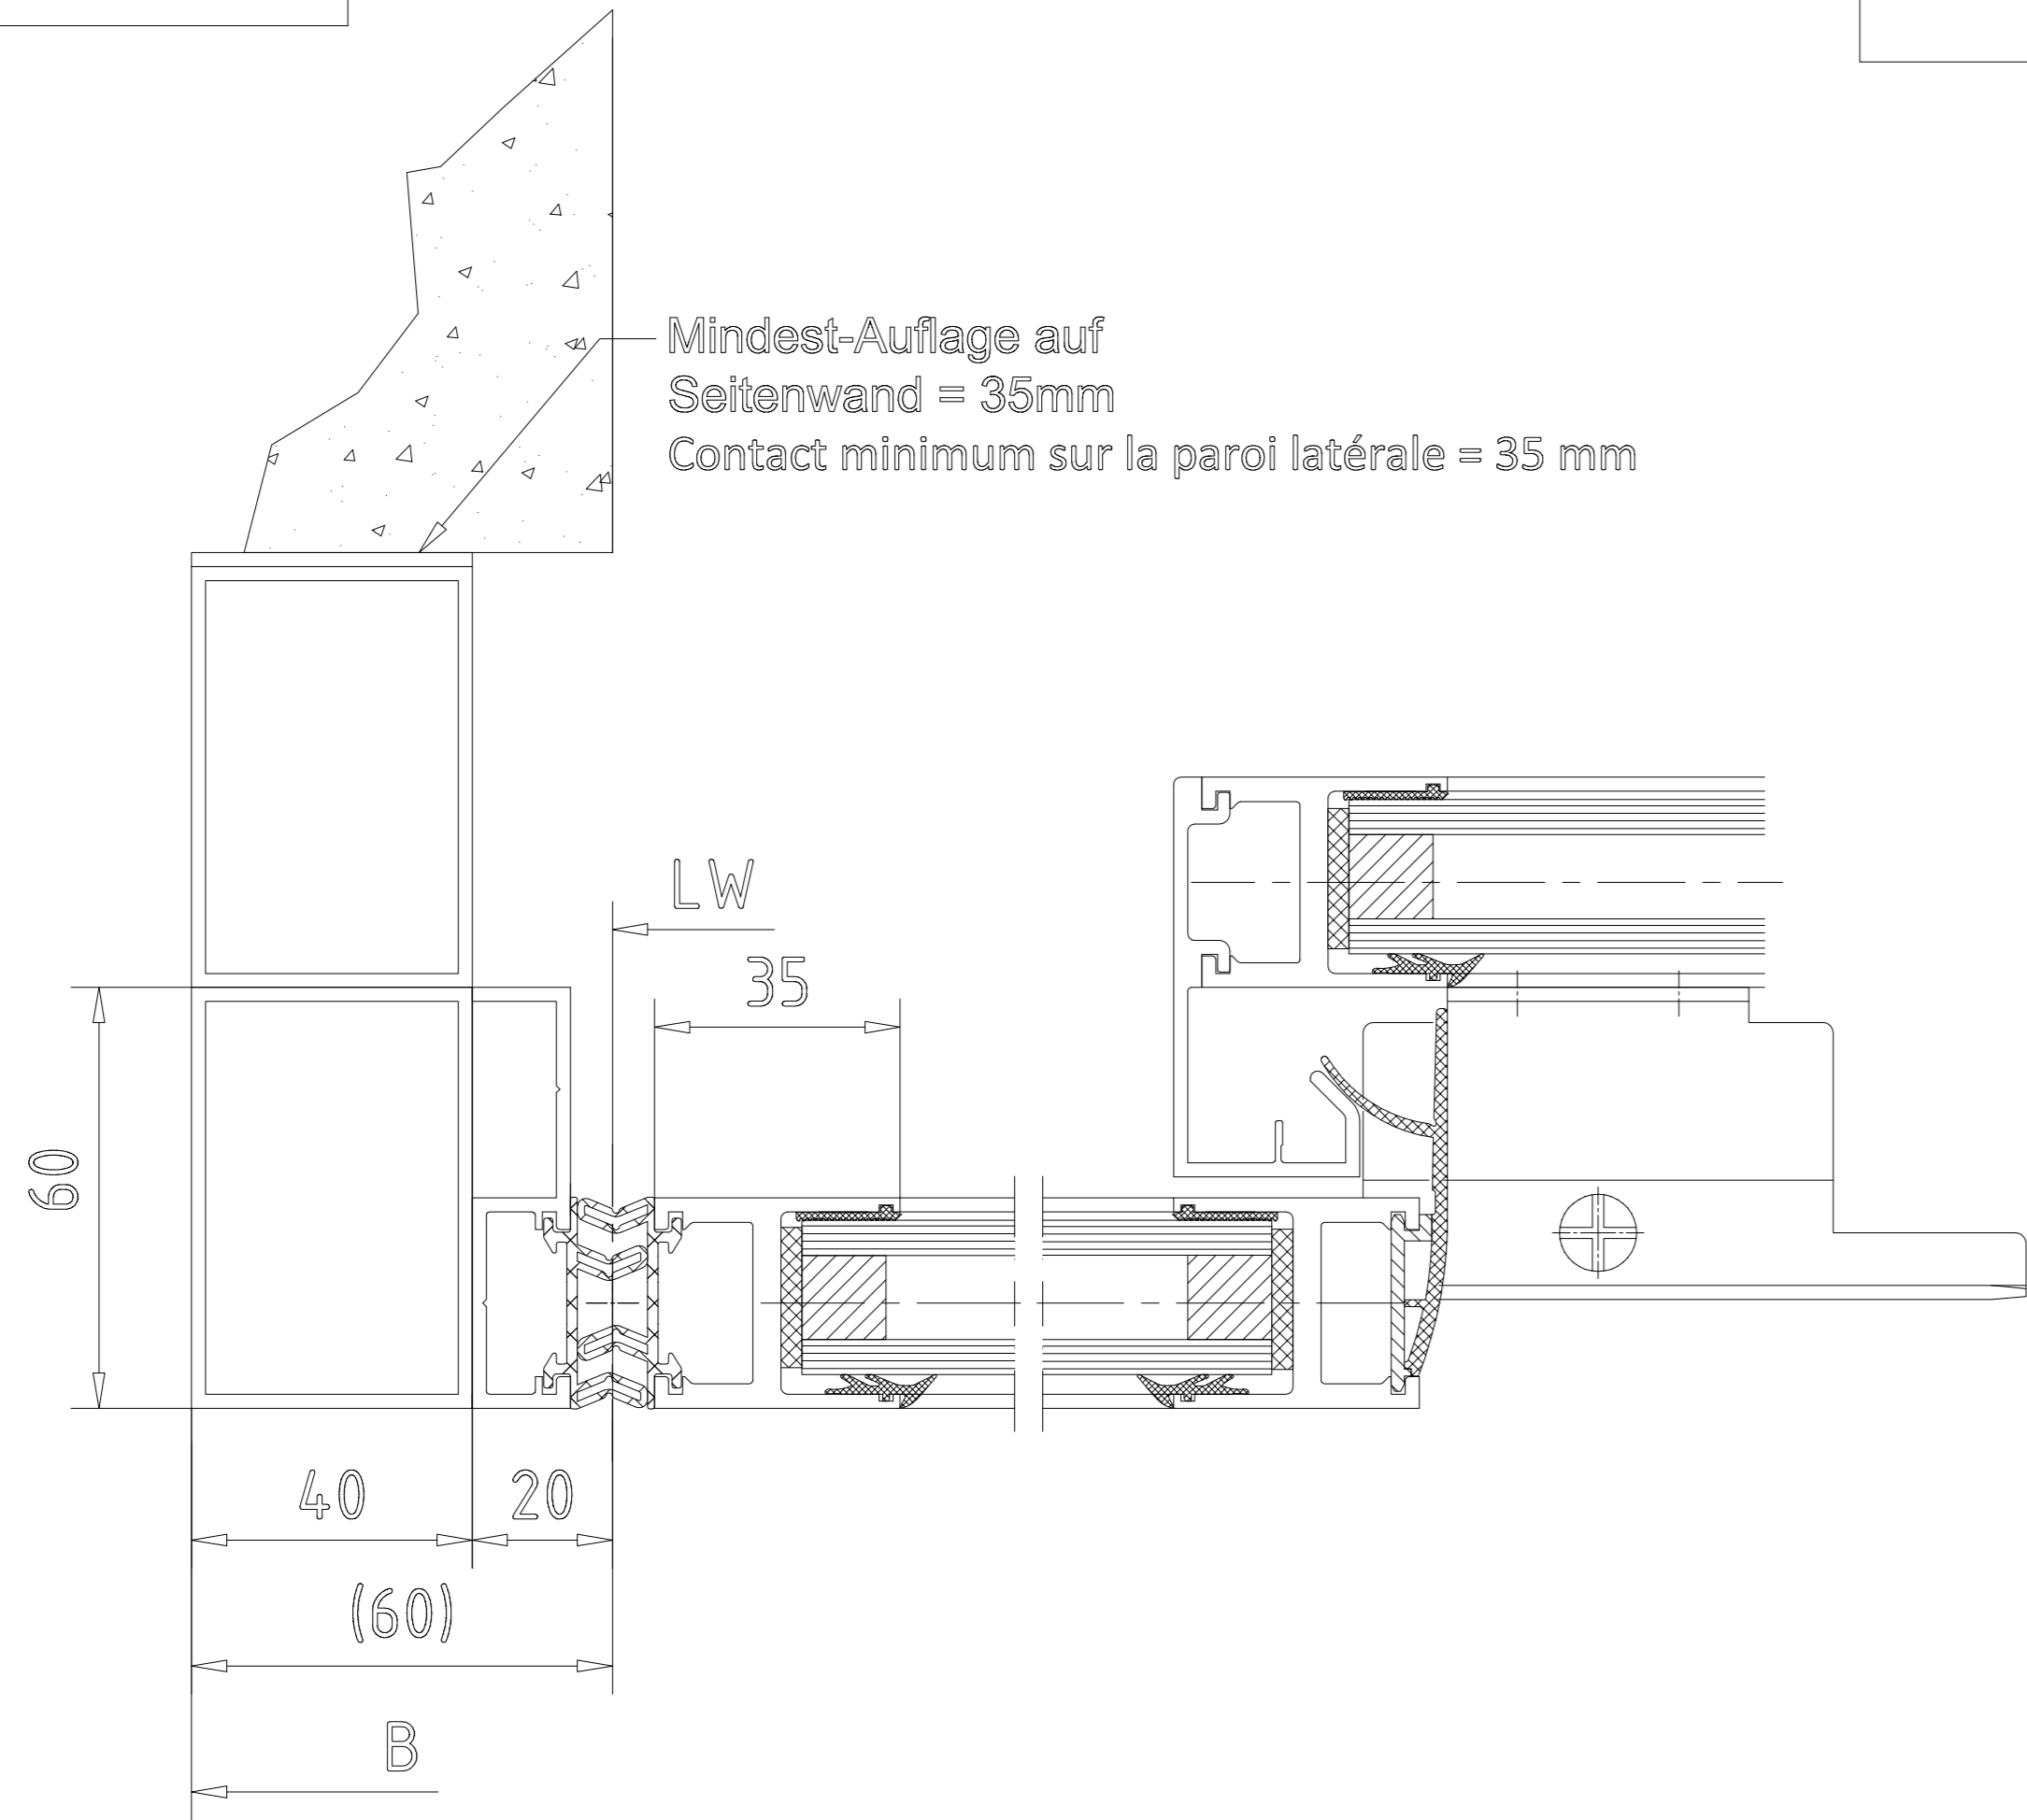 Mindest-Auflage auf
Seitenwand = 35mm
Contact minimum sur la paroi latérale = 35 mm
LW
35
60
40
20
(60)
B